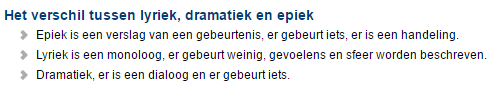 Het verschil tussen lyriek, dramatiek en epiek
Epiek is een verslag van een gebeurtenis, er gebeurt iets, er is een handeling.
Lyriek is een monoloog, er gebeurt weinig, gevoelens en sfeer worden beschreven.
Dramatiek, er is een dialoog en er gebeurt iets.